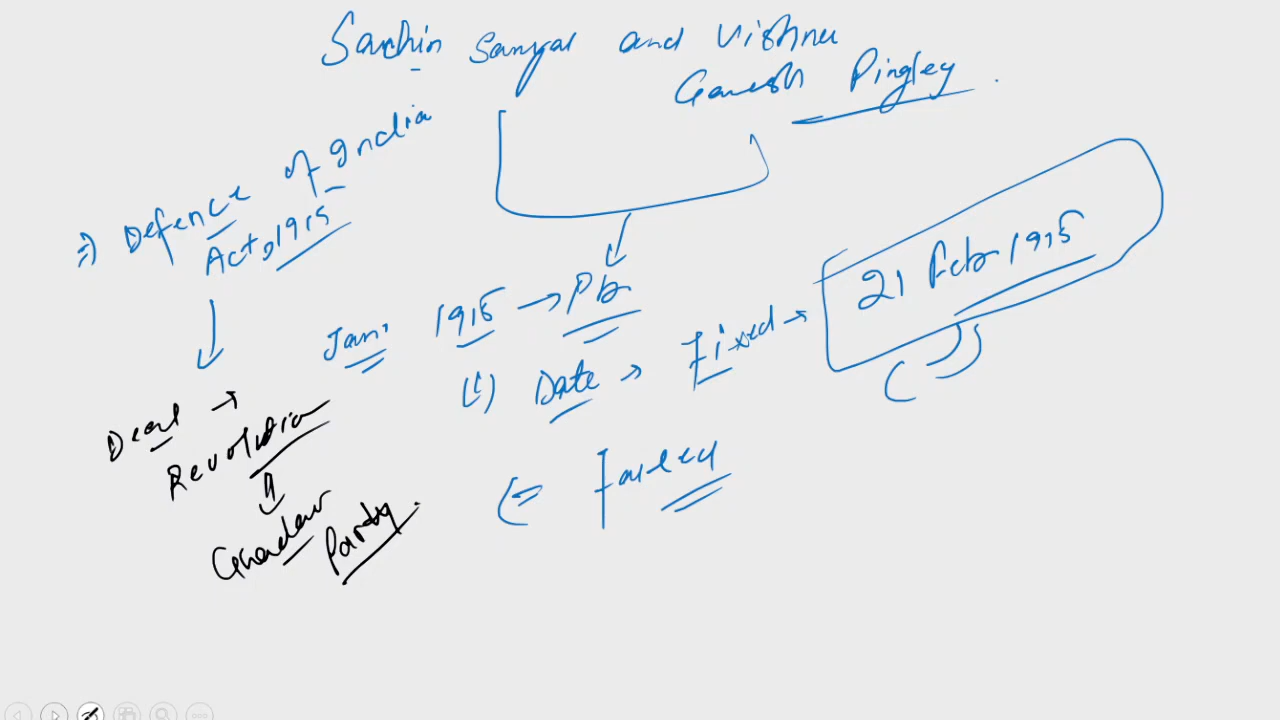 Sachin Sanyal and Vishnu
Ganesh Pingley
=> Defence of India
Act, 1915
Jan. 1915 → Pb
(i) Date → Fixed → 21 Feb 1915
Deal →
Revolution
Ghadar
Party.
Failed